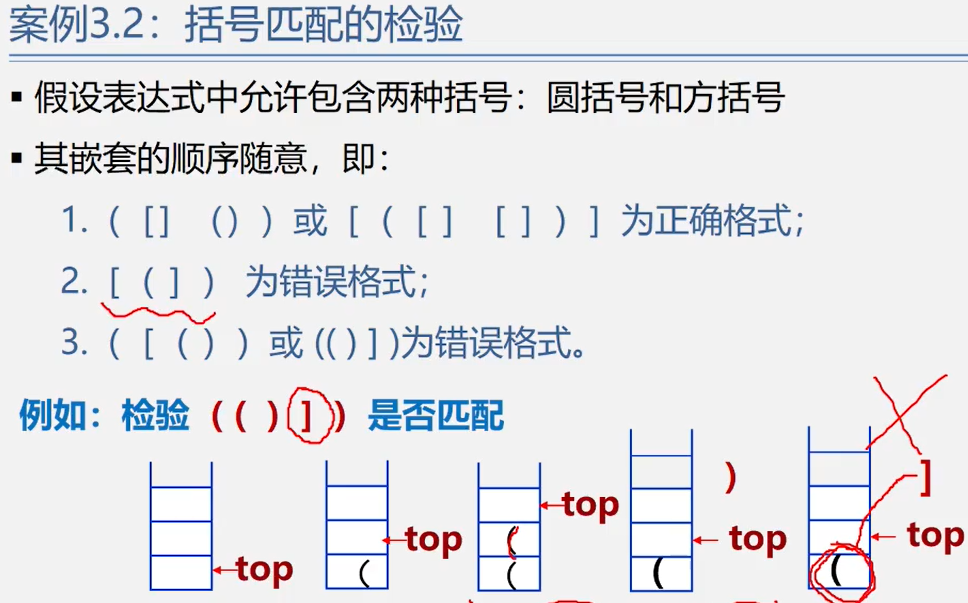 案例3.2：括号匹配的检验
▪ 假设表达式中允许包含两种括号：圆括号和方括号
▪ 其嵌套的顺序随意，即：
1. （ [] （） ）或 [ （ [ ] [ ] ）] 为正确格式；
2. [ （ ] ） 为错误格式；
3. （ [ （ ） ）或 (( ) ] )为错误格式。
例如：检验 （ （ ） ] ） 是否匹配
top
( top
( ( top
( ) top
( ] top